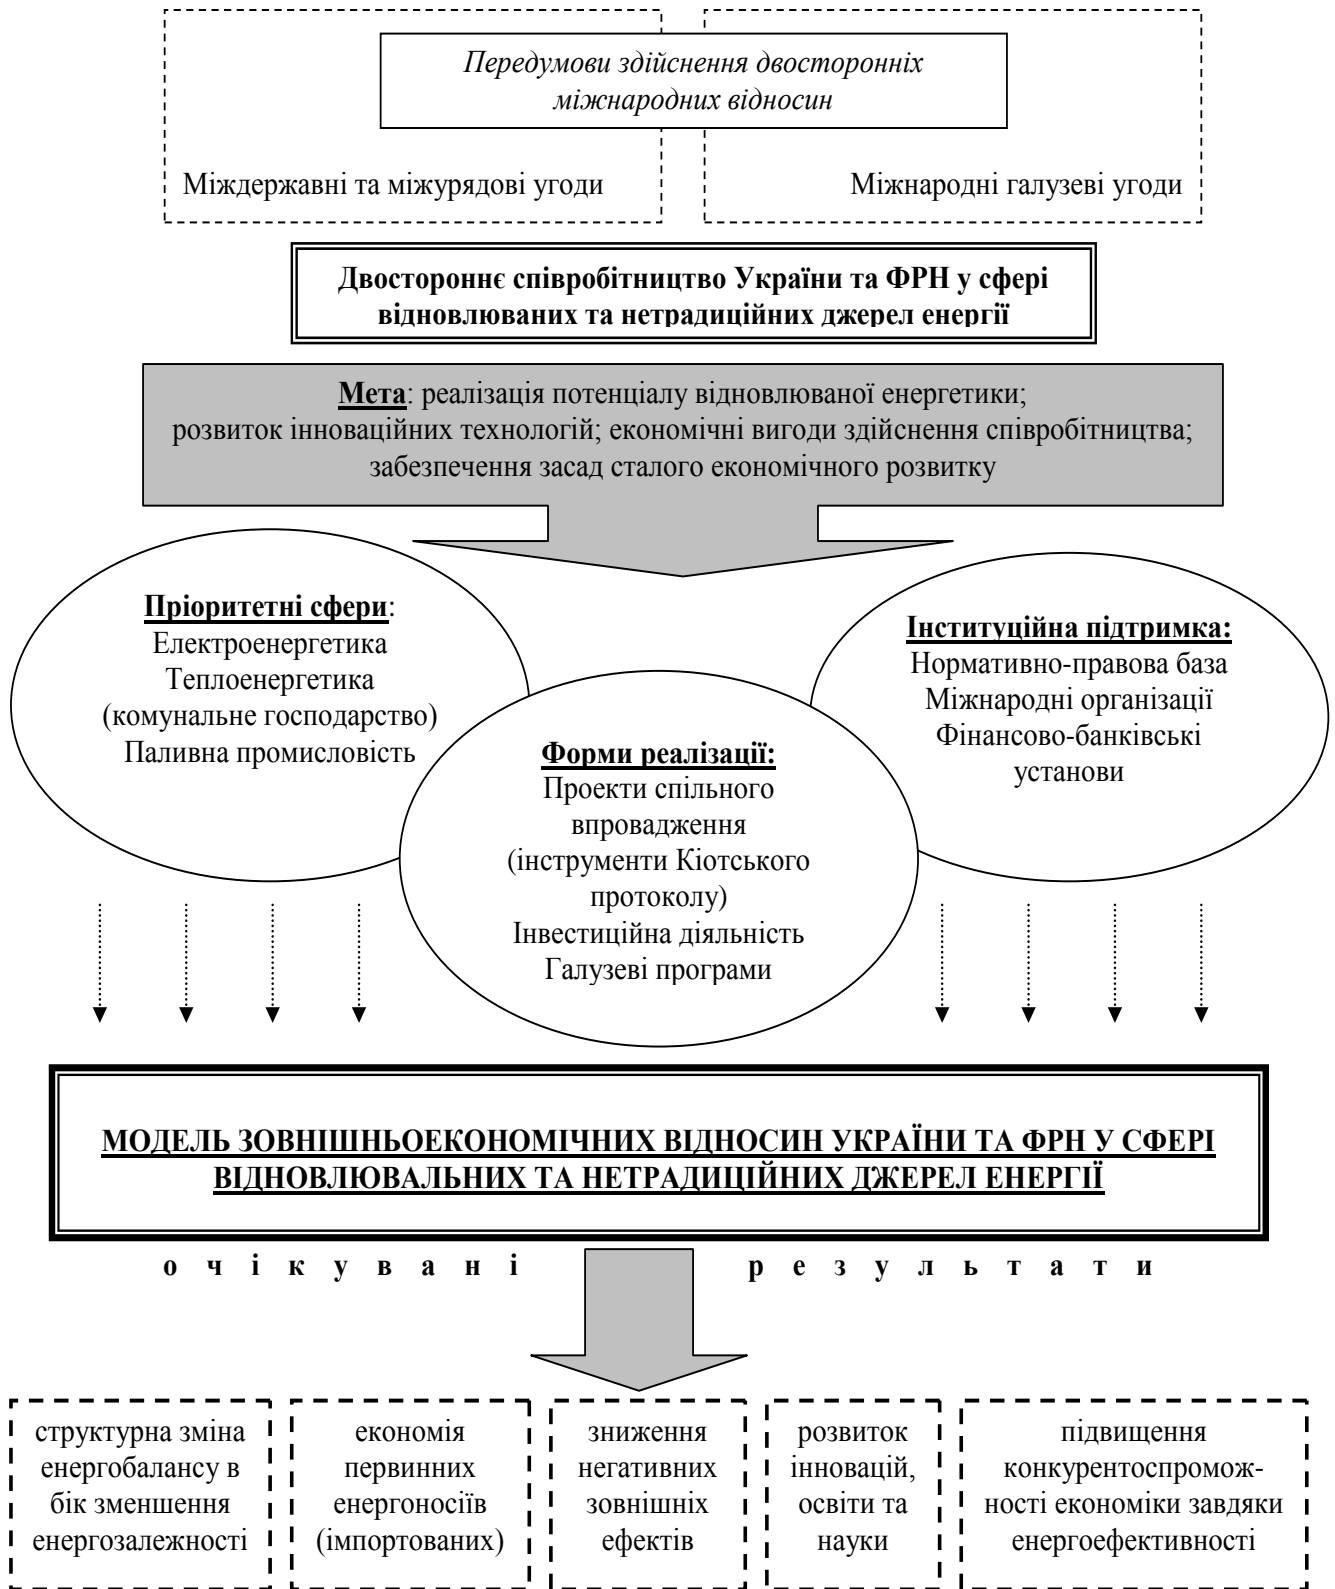 Передумови здійснення двосторонніх
міжнародних відносин
Міждержавні та міжурядові угоди
Міжнародні галузеві угоди
Двостороннє співробітництво України та ФРН у сфері
відновлюваних та нетрадиційних джерел енергії
Мета: реалізація потенціалу відновлюваної енергетики;
розвиток інноваційних технологій; економічні вигоди здійснення співробітництва;
забезпечення засад сталого економічного розвитку
Пріоритетні сфери:
Електроенергетика
Теплоенергетика
(комунальне господарство)
Паливна промисловість
Форми реалізації:
Проекти спільного
впровадження
(інструменти Кіотського
протоколу)
Інвестиційна діяльність
Галузеві програми
Інституційна підтримка:
Нормативно-правова база
Міжнародні організації
Фінансово-банківські
установи
МОДЕЛЬ ЗОВНІШНЬОЕКОНОМІЧНИХ ВІДНОСИН УКРАЇНИ ТА ФРН У СФЕРІ
ВІДНОВЛЮВАЛЬНИХ ТА НЕТРАДИЦІЙНИХ ДЖЕРЕЛ ЕНЕРГІЇ
о ч і к у в а н і р е з у л ь т а т и
структурна зміна
енергобалансу в
бік зменшення
енергозалежності
економія
первинних
енергоносіїв
(імпортованих)
зниження
негативних
зовнішніх
ефектів
розвиток
інновацій,
освіти та
науки
підвищення
конкурентоспромож-
ності економіки завдяки
енергоефективності